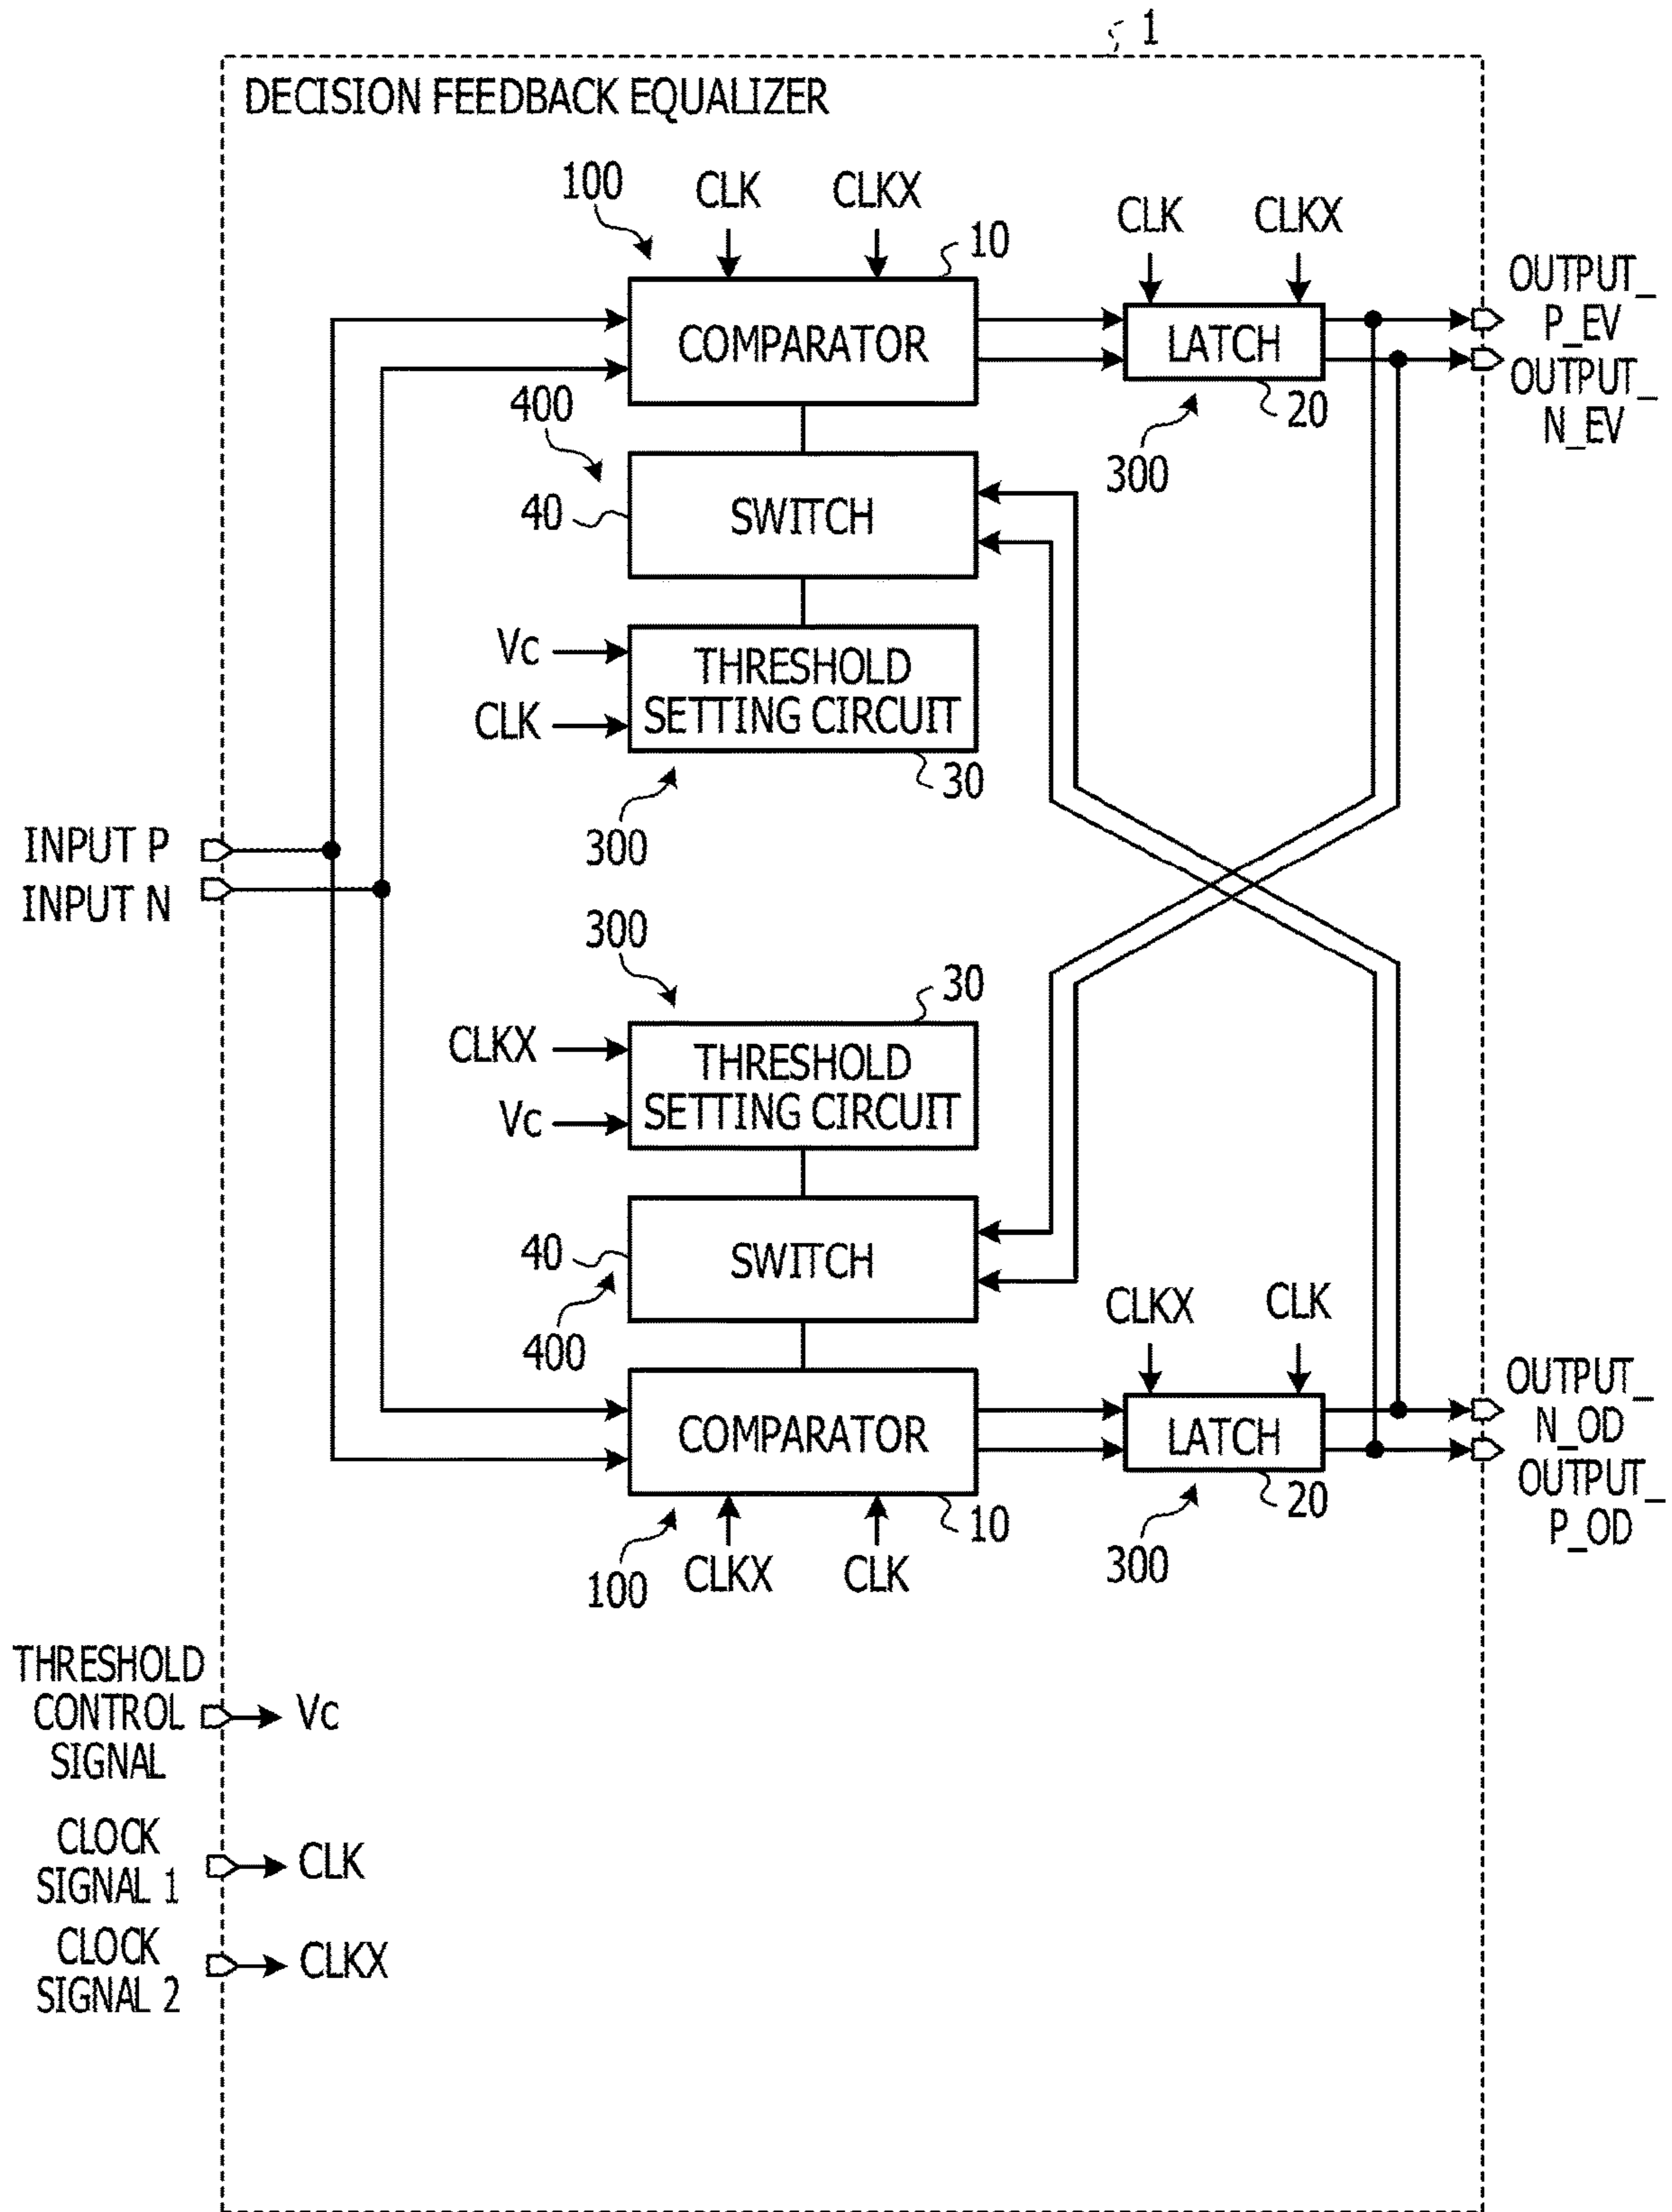 1
DECISION FEEDBACK EQUALIZER
100
CLK
CLKX
10
CLK
CLKX
COMPARATOR
LATCH
20
300
OUTPUT_
P_EV
OUTPUT_
N_EV
400
40
SWITCH
Vc
CLK
THRESHOLD
SETTING CIRCUIT
30
300
INPUT P
INPUT N
300
30
CLKX
Vc
THRESHOLD
SETTING CIRCUIT
40
400
SWITCH
CLKX
CLK
COMPARATOR
LATCH
20
300
10
100
CLKX
CLK
OUTPUT_
N_OD
OUTPUT_
P_OD
THRESHOLD
CONTROL
SIGNAL
Vc
CLOCK
SIGNAL 1
CLK
CLOCK
SIGNAL 2
CLKX